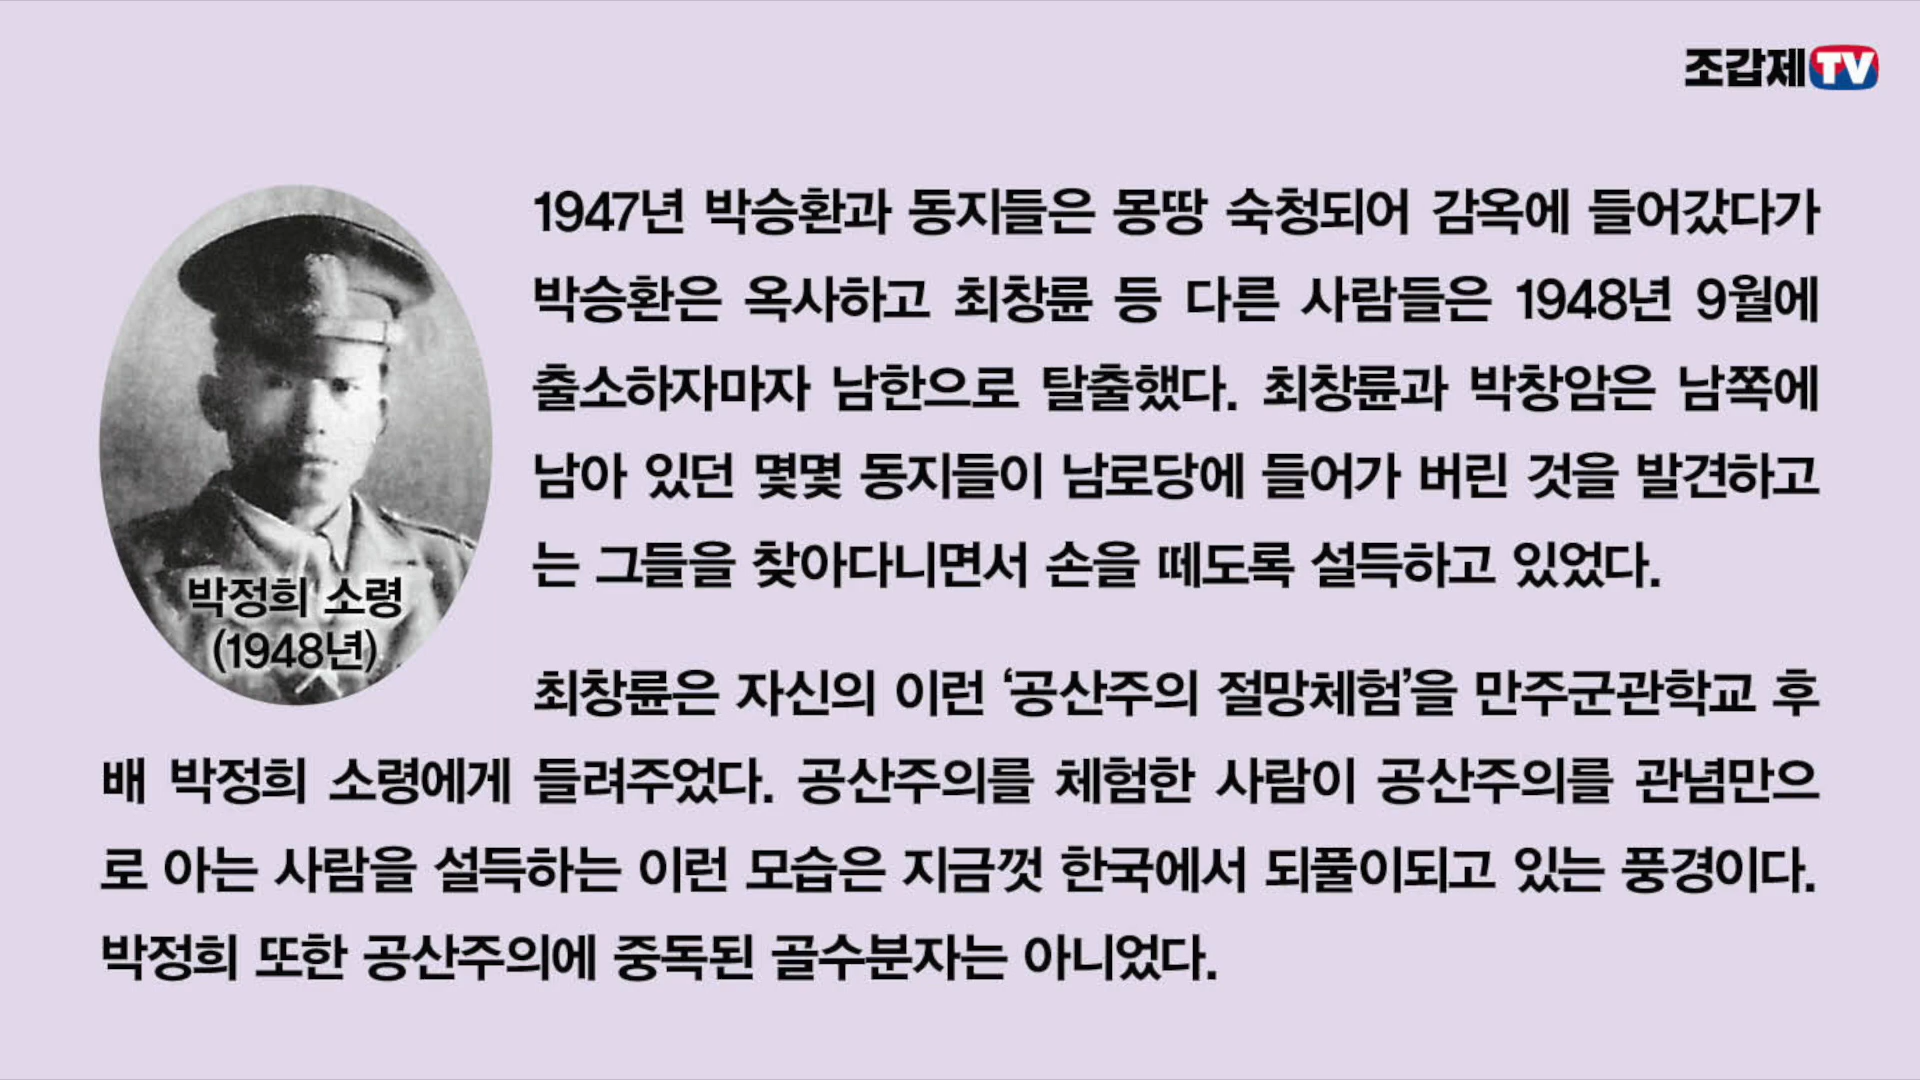 조갑제TV
1947년 박승환과 동지들은 몽땅 숙청되어 감옥에 들어갔다가
박승환은 옥사하고 최창륜 등 다른 사람들은 1948년 9월에
출소하자마자 남한으로 탈출했다. 최창륜과 박창암은 남쪽에
남아 있던 몇몇 동지들이 남로당에 들어가 버린 것을 발견하고
는 그들을 찾아다니면서 손을 떼도록 설득하고 있었다.
박정희 소령
(1948년)
최창륜은 자신의 이런 ‘공산주의 절망체험’을 만주군관학교 후
배 박정희 소령에게 들려주었다. 공산주의를 체험한 사람이 공산주의를 관념만으
로 아는 사람을 설득하는 이런 모습은 지금껏 한국에서 되풀이되고 있는 풍경이다.
박정희 또한 공산주의에 중독된 골수분자는 아니었다.